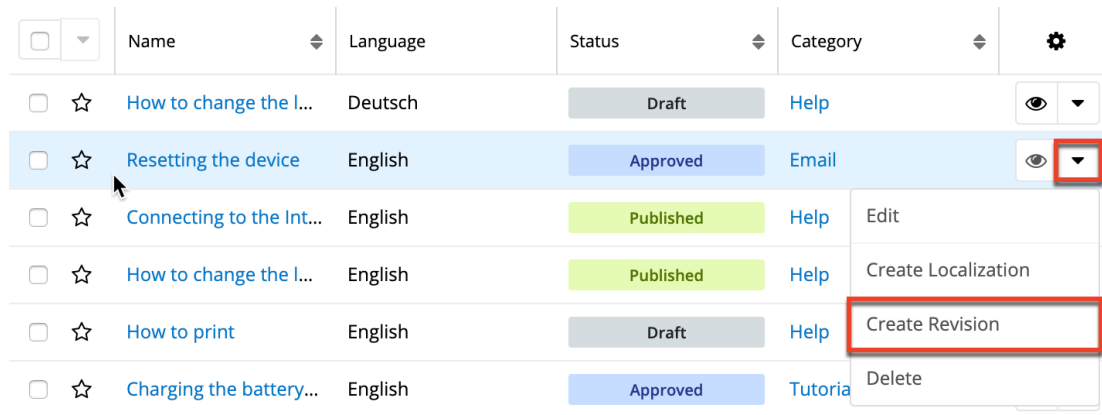 Name Language Status Category
How to change the l... Deutsch Draft Help
Resetting the device English Approved Email
Connecting to the Int... English Published Help
Edit
How to change the l... English Published Help
Create Localization
How to print English Draft Help
Create Revision
Charging the battery... English Approved Tutoria
Delete